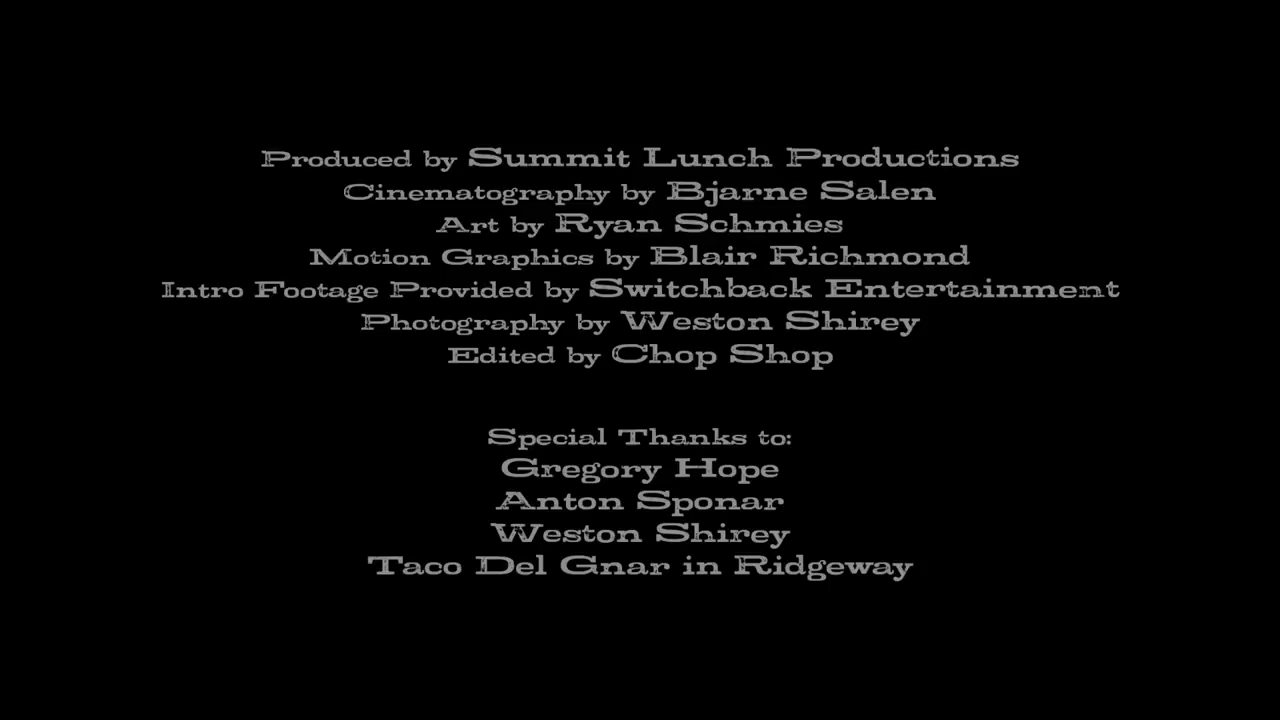 Produced by Summit Lunch Productions
Cinematography by Bjarne Salen
Art by Ryan Schmies
Motion Graphics by Blair Richmond
Intro Footage Provided by Switchback Entertainment
Photography by Weston Shirey
Edited by Chop Shop
Special Thanks to:
Gregory Hope
Anton Sponar
Weston Shirey
Taco Del Gnar in Ridgeway